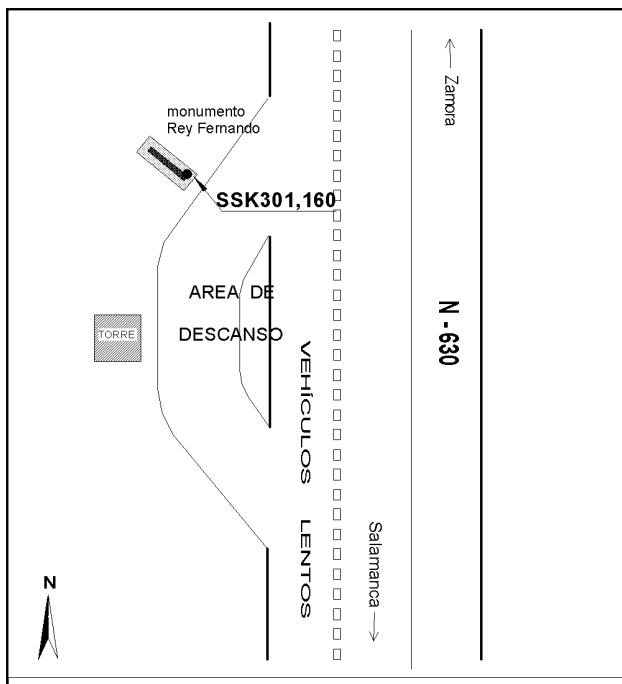 monumento
Rey Fernando
SSK301,160
← Zamora
AREA DE
DESCANSO
TORRE
N - 630
VEHÍCULOS LENTOS
Salamanca →
N